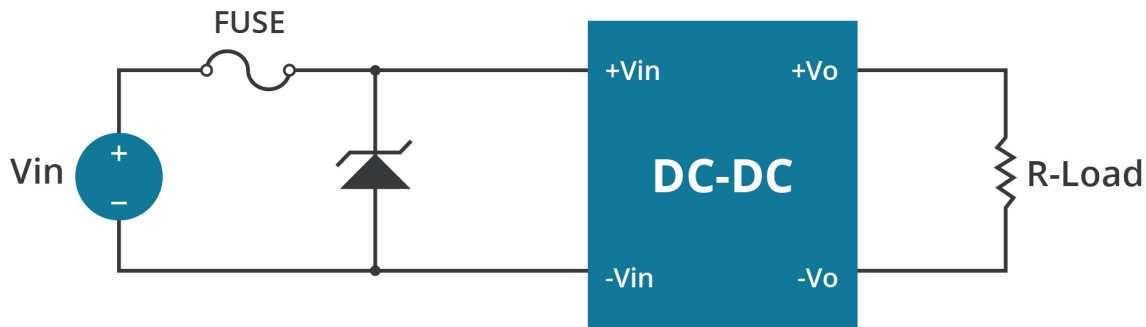 FUSE
+Vin
+Vo
+
Vin
−
DC-DC
R-Load
-Vin
-Vo